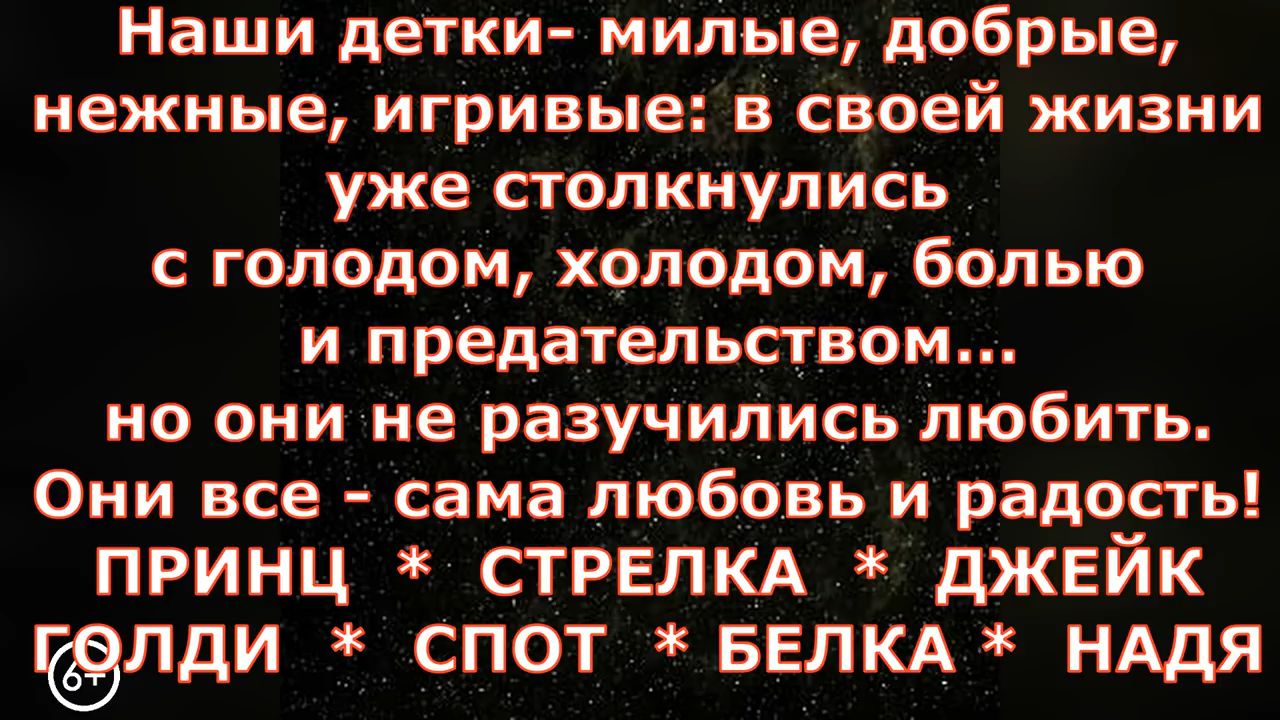 Наши детки- милые, добрые,
нежные, игривые: в своей жизни
уже столкнулись
с голодом, холодом, болью
и предательством...
но они не разучились любить.
Они все - сама любовь и радость!
ПРИНЦ * СТРЕЛКА * ДЖЕЙК
ГОЛДИ * СПОТ * БЕЛКА * НАДЯ
6+